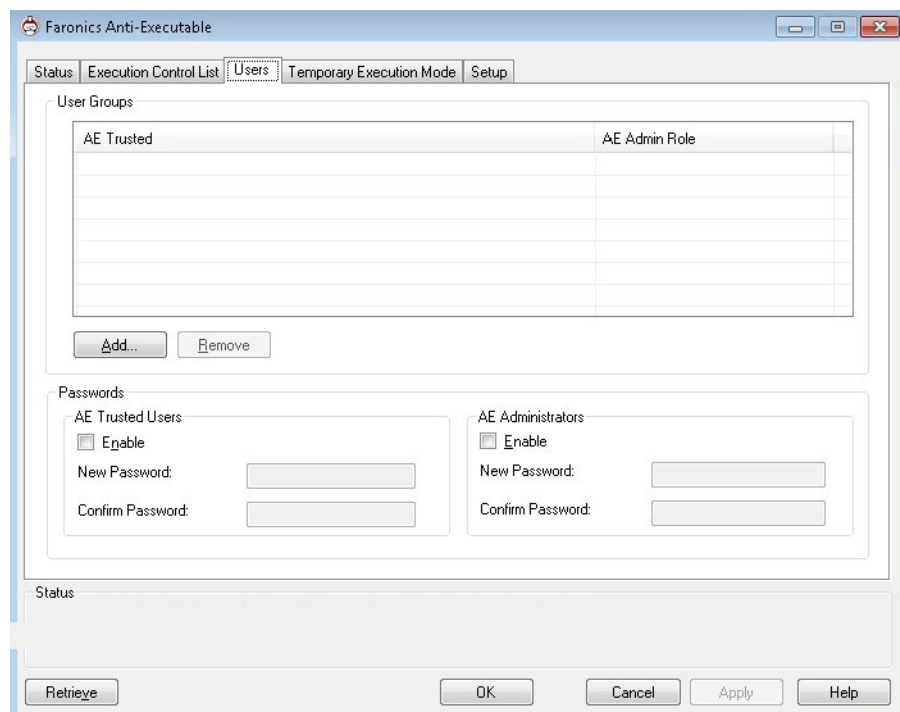 Faronics Anti-Executable
Status Execution Control List Users Temporary Execution Mode Setup
User Groups
AE Trusted AE Admin Role
Add... Remove
Passwords
AE Trusted Users AE Administrators
Enable Enable
New Password: New Password:
Confirm Password: Confirm Password:
Status
Retrieve OK Cancel Apply Help